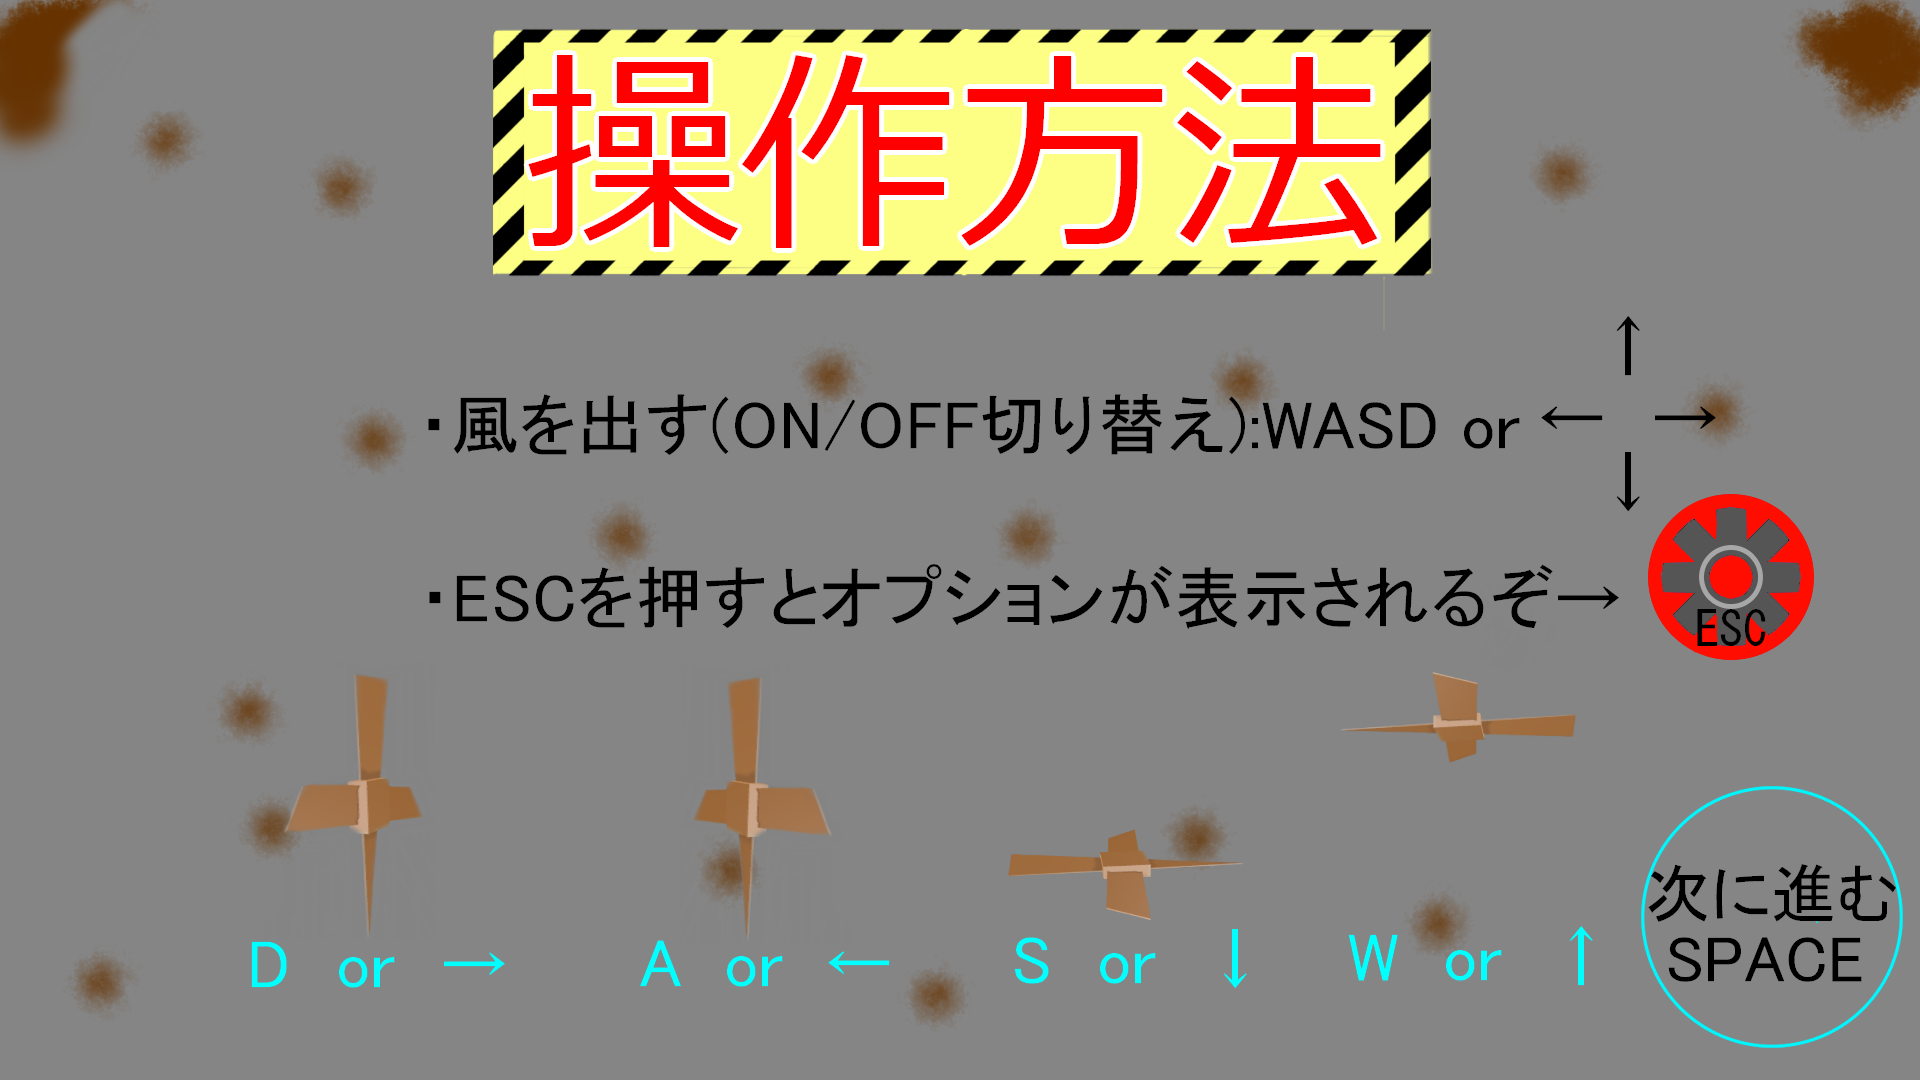 操作方法
↑
・風を出す(ON/OFF切り替え):WASD or ← →
↓
・ESCを押すとオプションが表示されるぞ→
ESC
D or →
A or ←
S or ↓
W or ↑
次に進む
SPACE